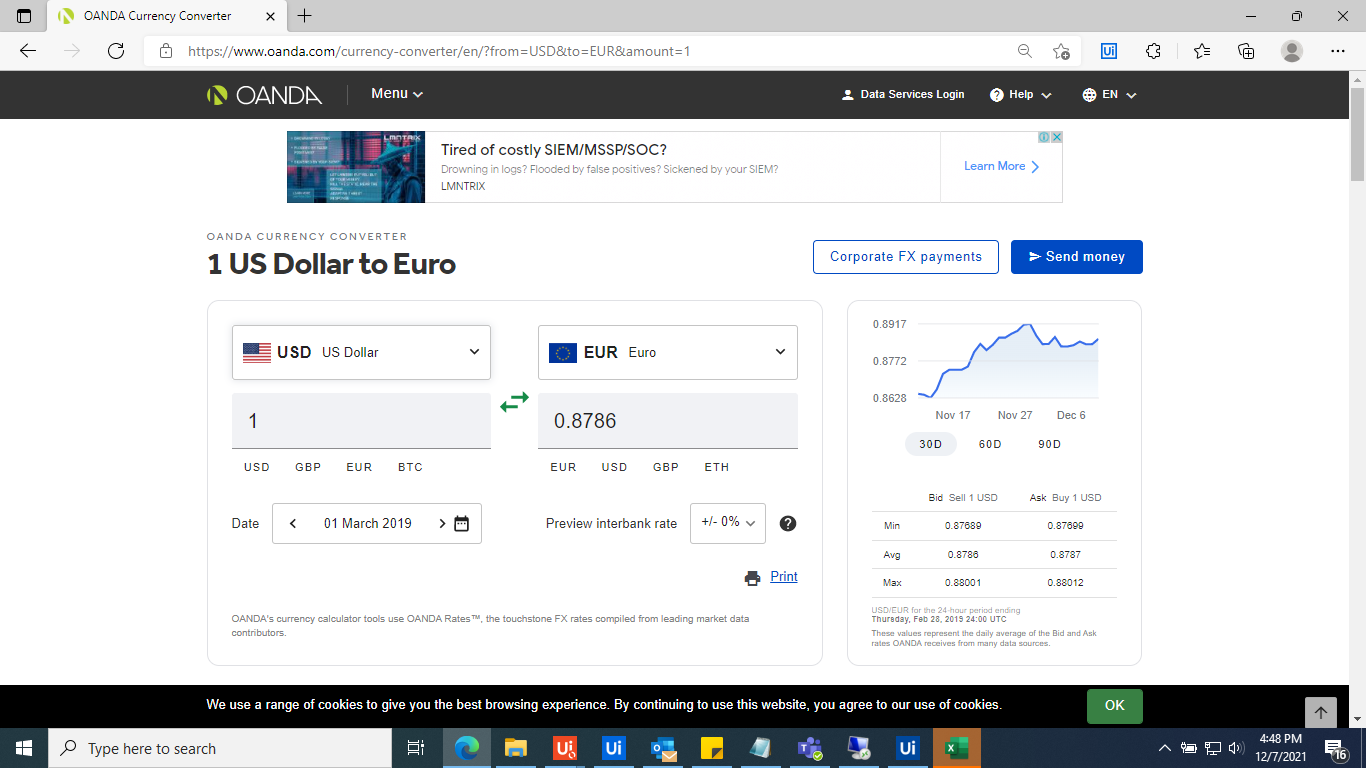 OANDA Currency Converter
https://www.oanda.com/currency-converter/en/?from=USD&to=EUR&amount=1
OANDA Menu Data Services Login Help EN
LMNTRIX
Tired of costly SIEM/MSSP/SOC?
Drowning in logs? Flooded by false positives? Sickened by your SIEM?
LMNTRIX
Learn More
OANDA CURRENCY CONVERTER
1 US Dollar to Euro
Corporate FX payments Send money
USD US Dollar EUR Euro
1 0.8786
USD GBP EUR BTC EUR USD GBP ETH
Date 01 March 2019 Preview interbank rate +/- 0%
Print
OANDA's currency calculator tools use OANDA Rates™, the touchstone FX rates compiled from leading market data
contributors.
0.8917
0.8772
0.8628
Nov 17 Nov 27 Dec 6
30D 60D 90D
Bid Sell 1 USD Ask Buy 1 USD
Min 0.87689 0.87699
Avg 0.8786 0.8787
Max 0.88001 0.88012
USD/EUR for the 24-hour period ending
Thursday, Feb 28, 2019 24:00 UTC
These values represent the daily average of the Bid and Ask
rates OANDA receives from many data sources.
We use a range of cookies to give you the best browsing experience. By continuing to use this website, you agree to our use of cookies. OK
Type here to search
4:48 PM
12/7/2021
16